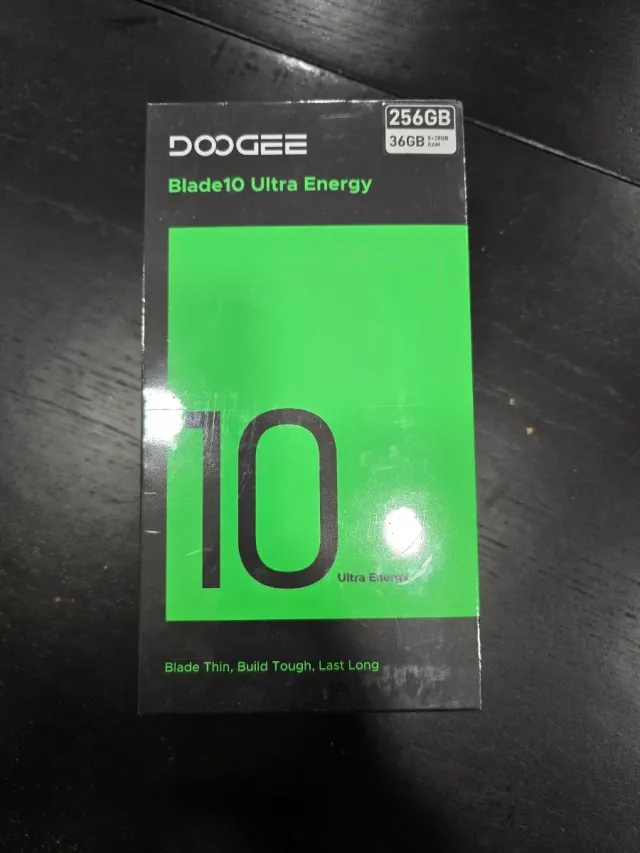 DOOGEE
256GB
36GB 8+28GB RAM
Blade10 Ultra Energy
10
Ultra Energy
Blade Thin, Build Tough, Last Long